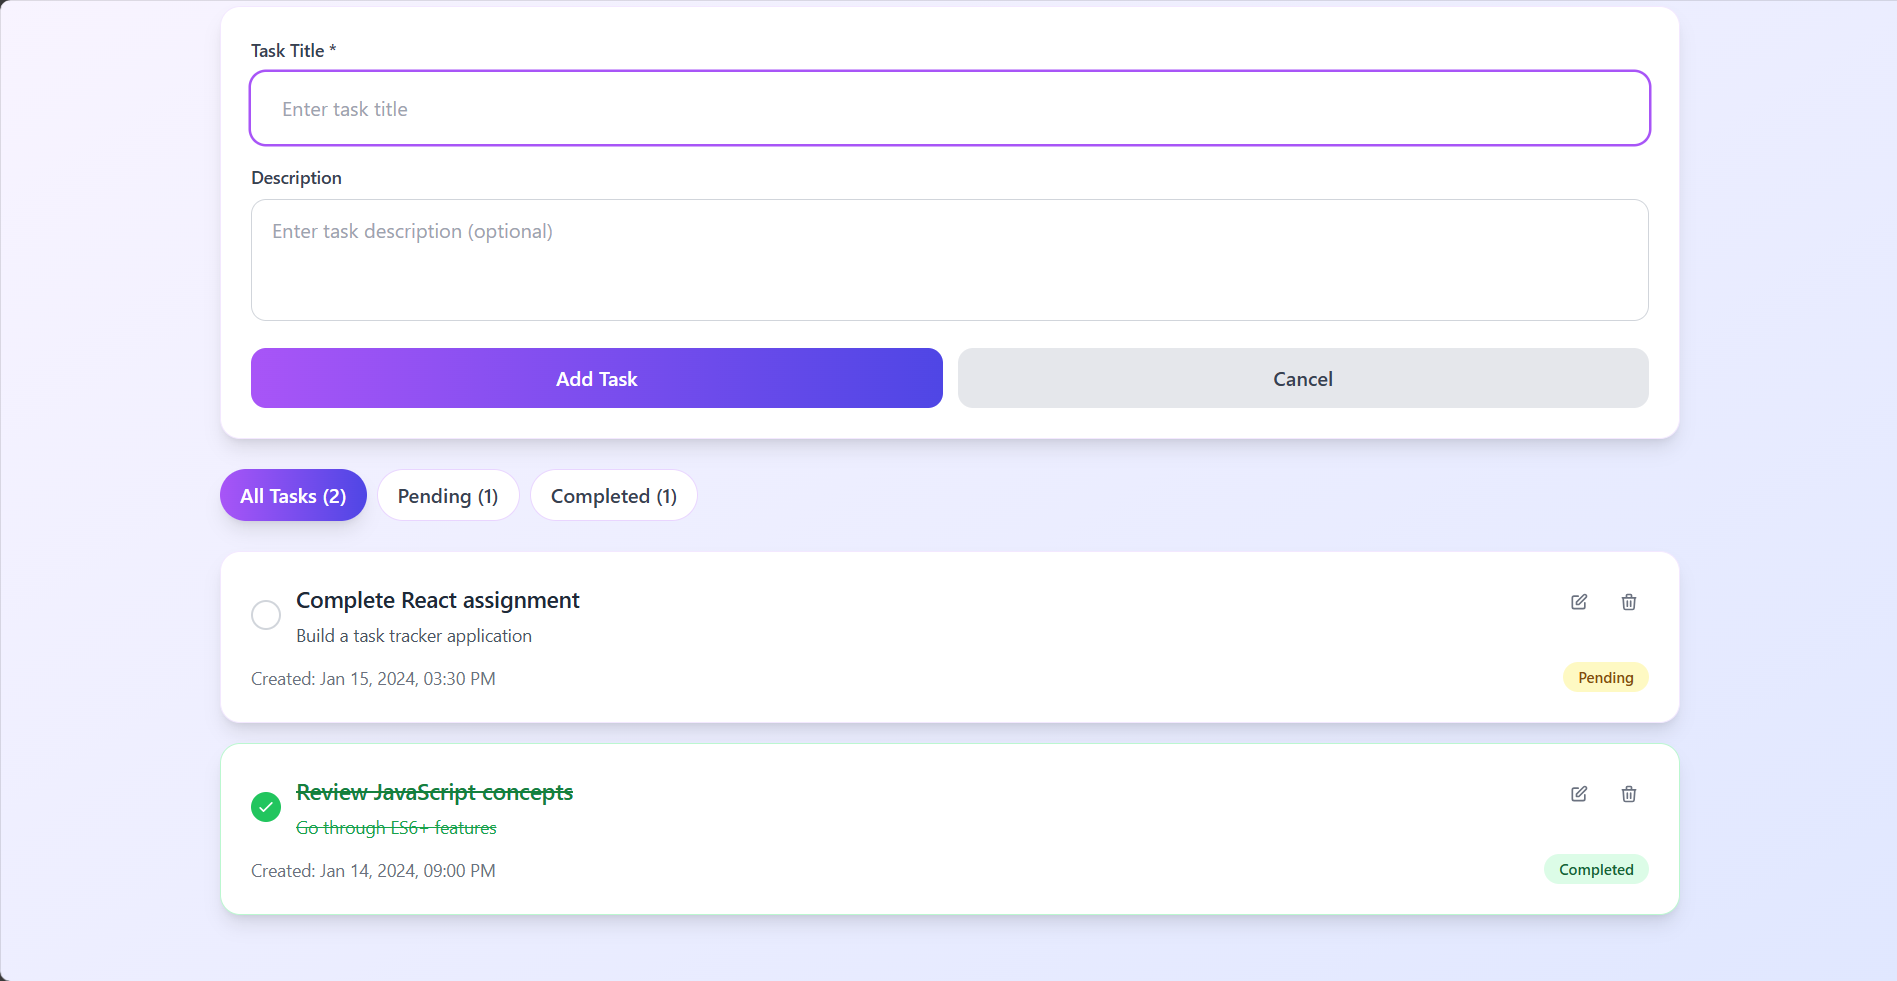 Task Title *
Enter task title
Description
Enter task description (optional)
Add Task
Cancel
All Tasks (2)
Pending (1)
Completed (1)
Complete React assignment
Build a task tracker application
Created: Jan 15, 2024, 03:30 PM
Pending
Review JavaScript concepts
Go through ES6+ features
Created: Jan 14, 2024, 09:00 PM
Completed